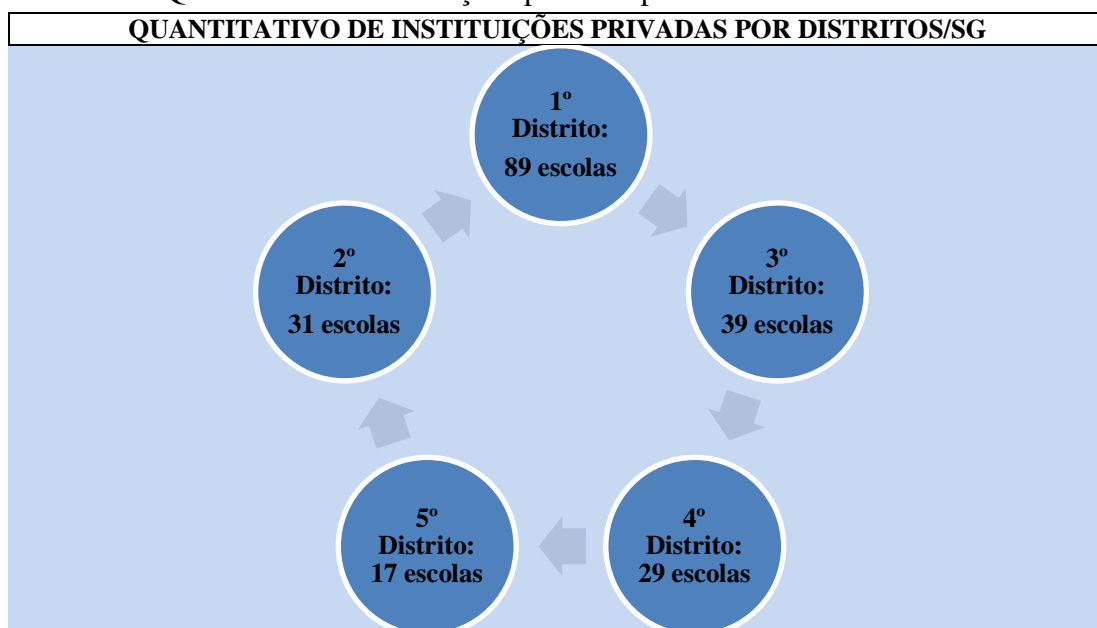 QUANTITATIVO DE INSTITUIÇÕES PRIVADAS POR DISTRITOS/SG
1º
Distrito:
89 escolas
3º
Distrito:
39 escolas
4º
Distrito:
29 escolas
5º
Distrito:
17 escolas
2º
Distrito:
31 escolas